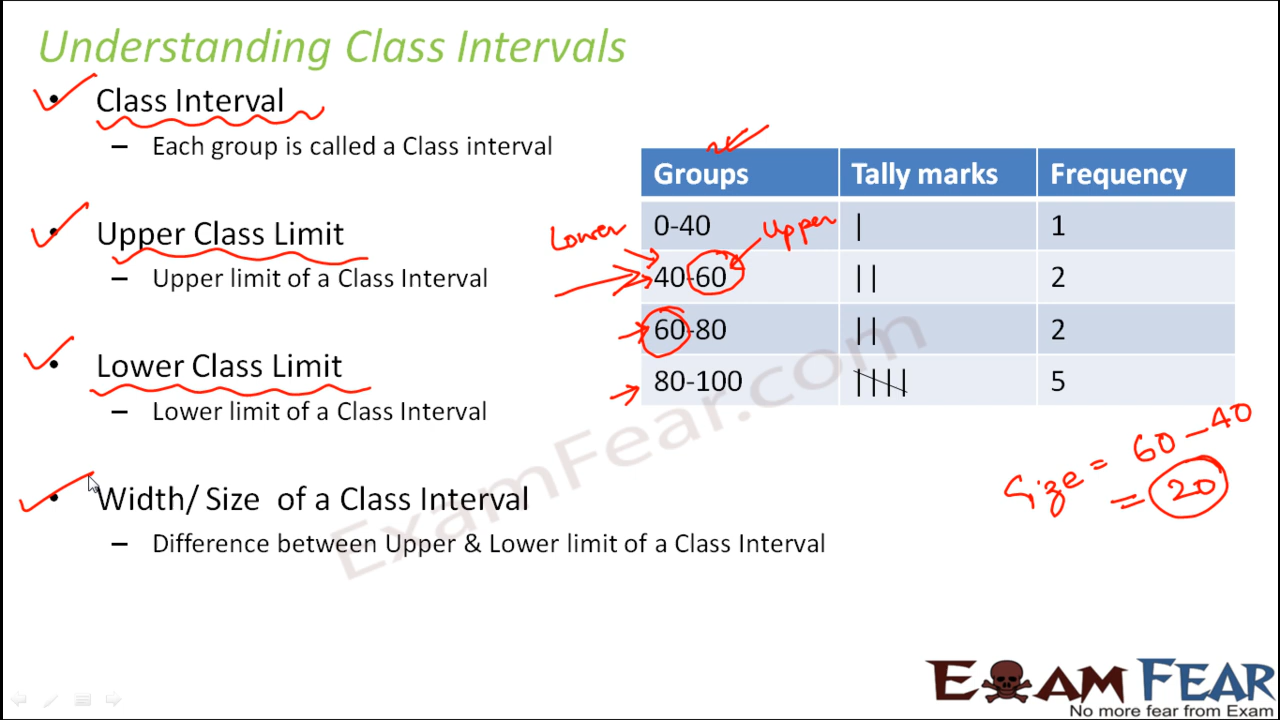 Understanding Class Intervals
• Class Interval
– Each group is called a Class interval
• Upper Class Limit
– Upper limit of a Class Interval
• Lower Class Limit
– Lower limit of a Class Interval
• Width/ Size of a Class Interval
– Difference between Upper & Lower limit of a Class Interval
Groups Tally marks Frequency
0-40 | 1
40-60 || 2
60-80 || 2
80-100 |||| 5
Lower
Upper
Size = 60-40
= 20
ExamFear.com
EXAM FEAR
No more fear from Exam